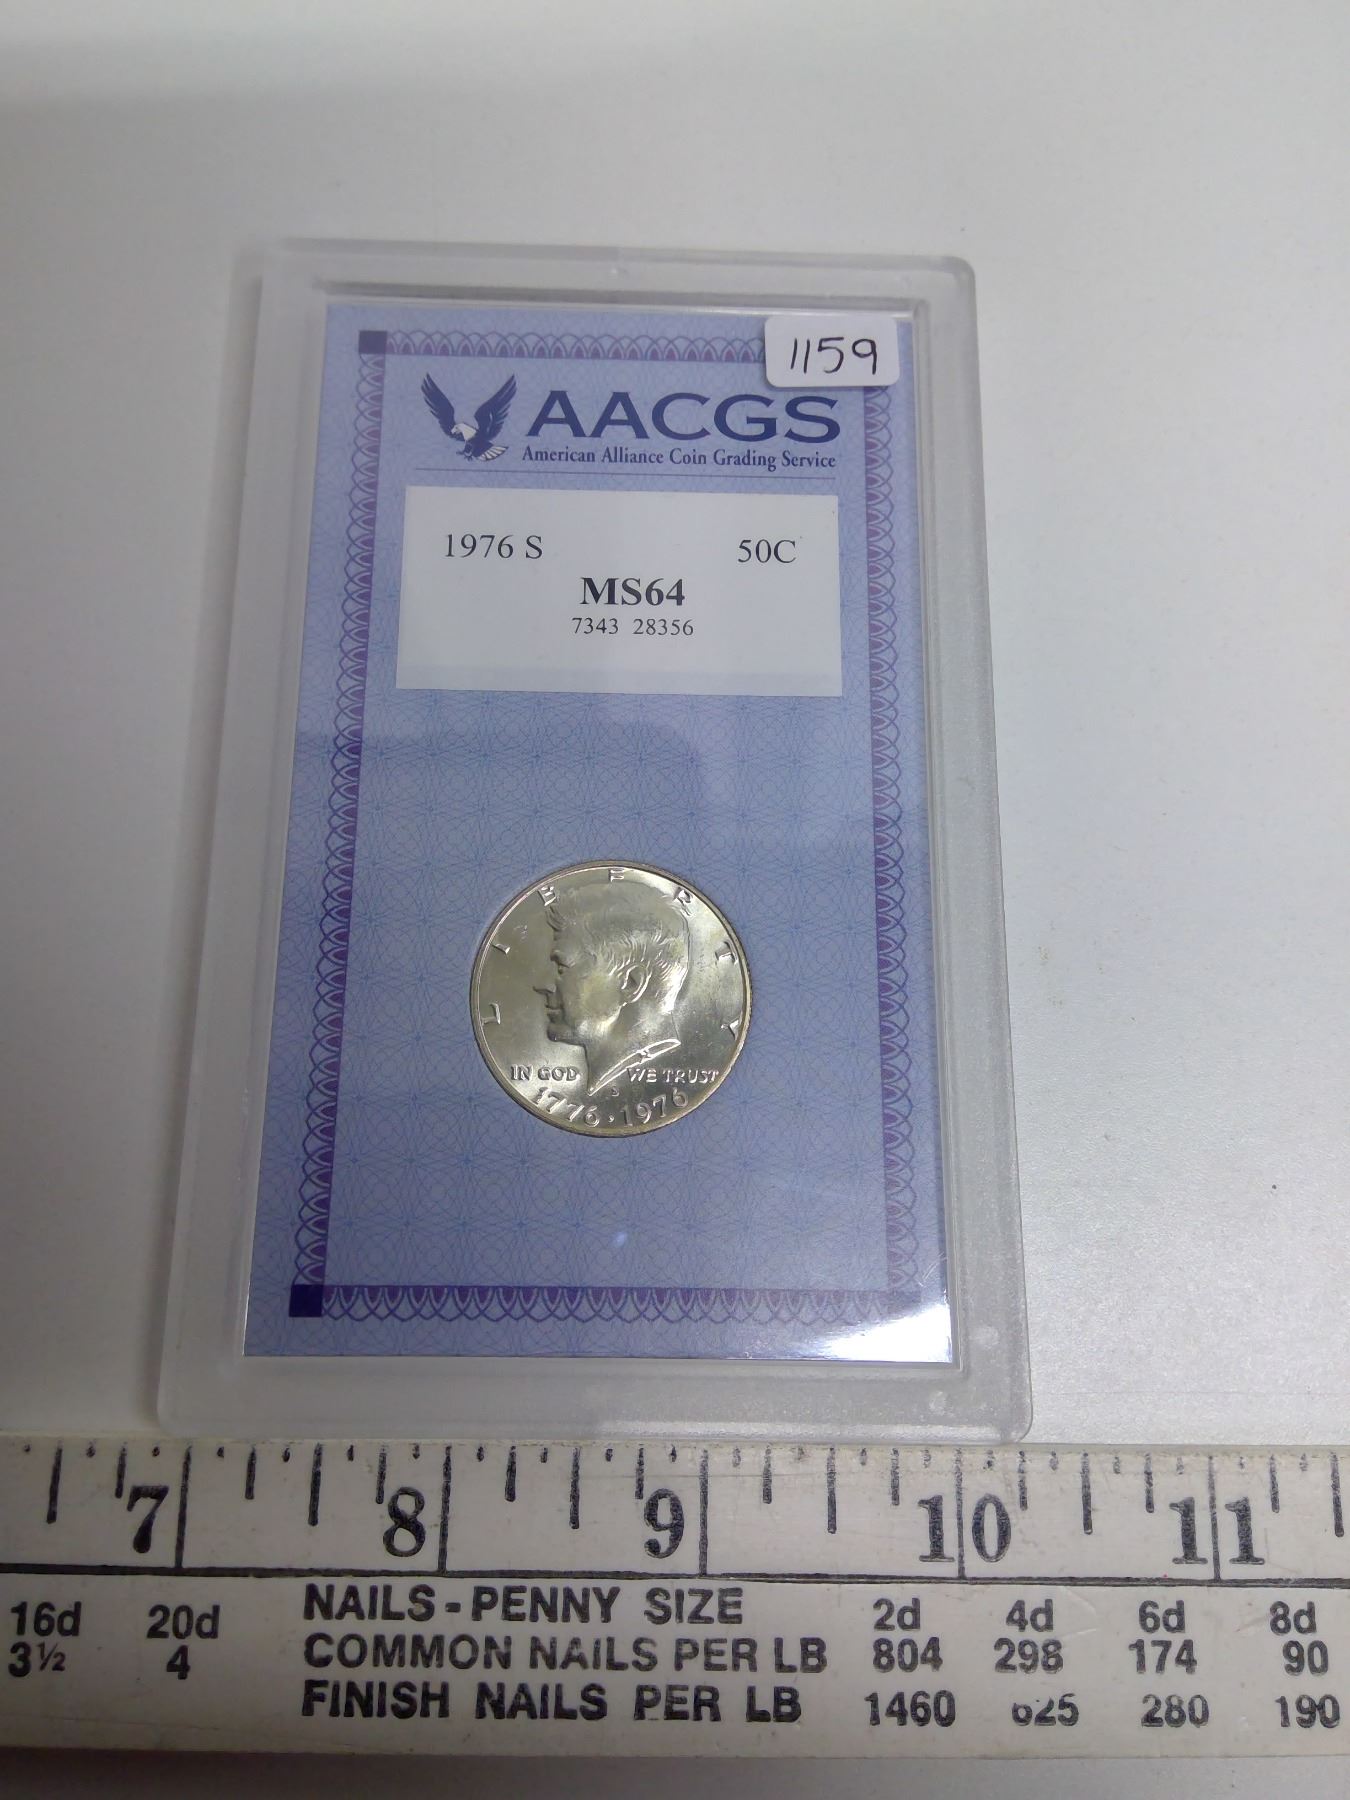 1159
AACGS
American Alliance Coin Grading Service
1976 S 50C
MS64
7343 28356
LIBERTY
IN GOD WE TRUST
1776 · 1976
7 8 9 10 11
16d 20d NAILS - PENNY SIZE 2d 4d 6d 8d
3½ 4 COMMON NAILS PER LB 804 298 174 90
FINISH NAILS PER LB 1460 625 280 190